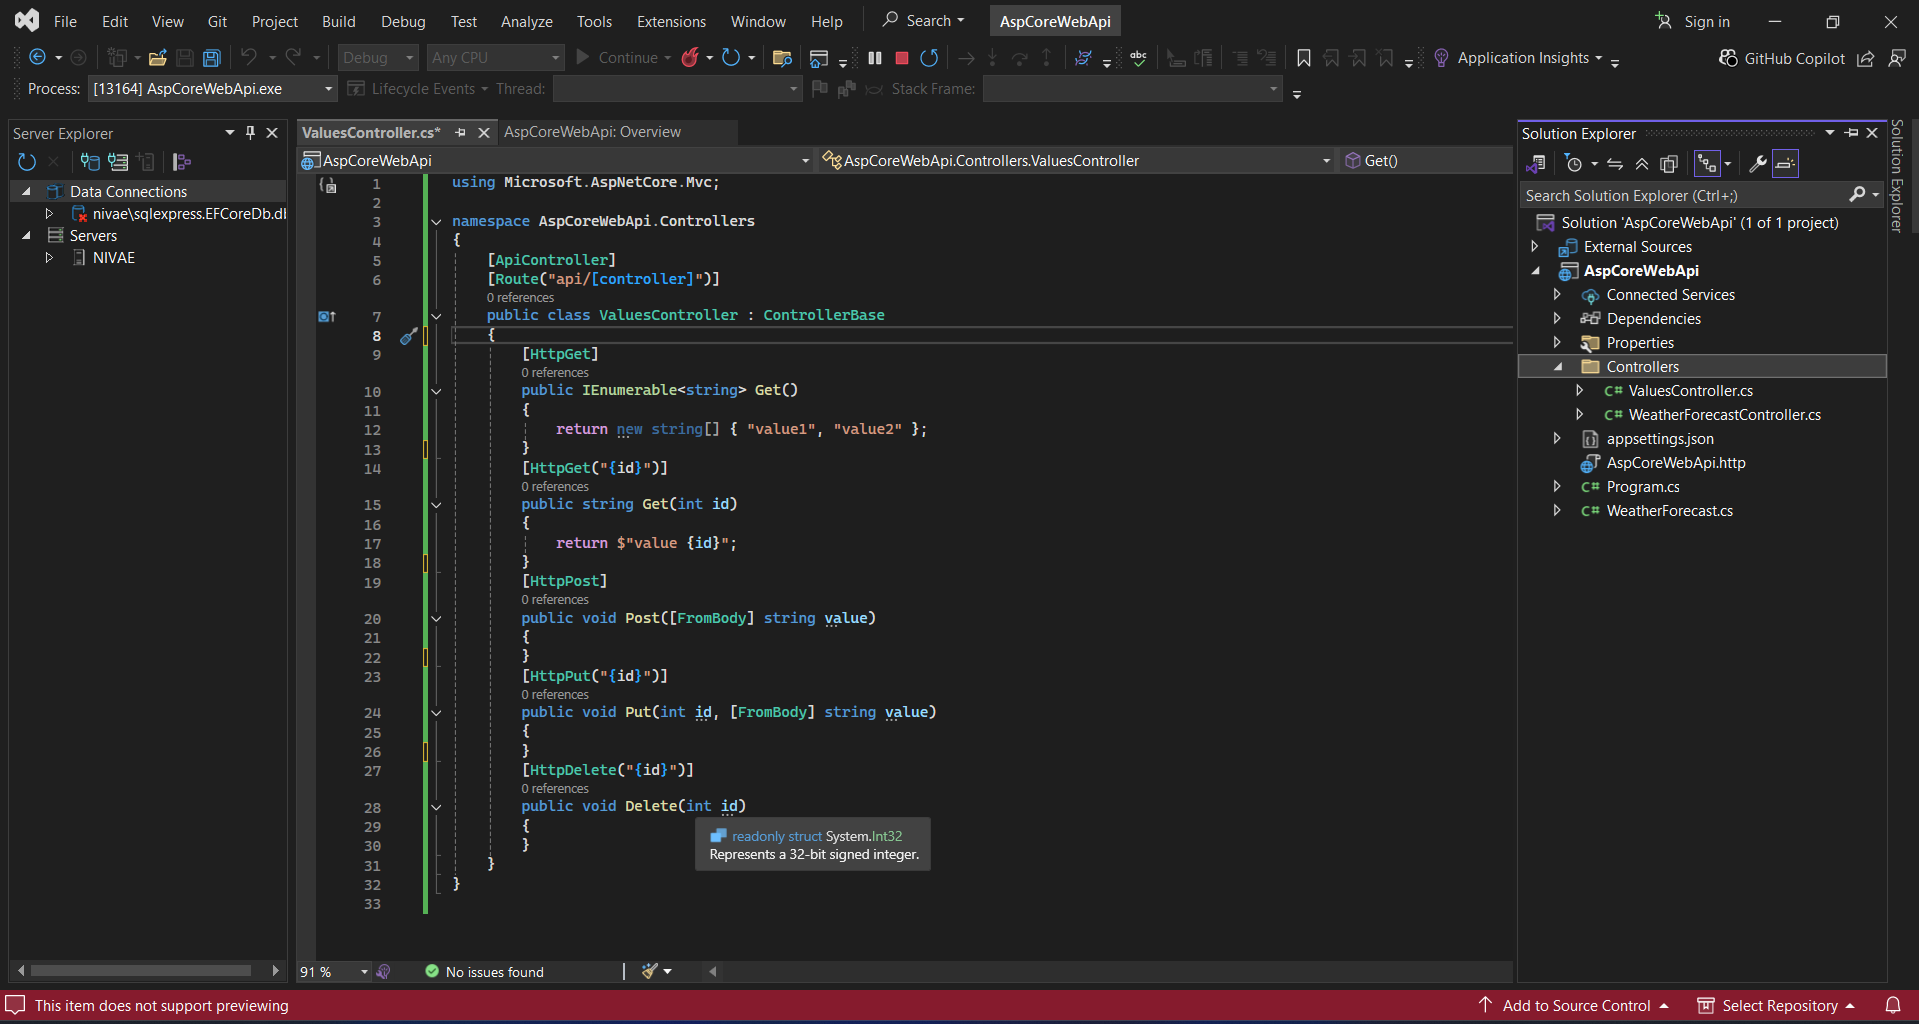 File Edit View Git Project Build Debug Test Analyze Tools Extensions Window Help Search AspCoreWebApi Sign in
Debug Any CPU Continue abc Application Insights GitHub Copilot
Process: [13164] AspCoreWebApi.exe Lifecycle Events Thread: Stack Frame:
Server Explorer
Data Connections
nivae\sqlexpress.EFCoreDb.d
Servers
NIVAE
ValuesController.cs* AspCoreWebApi: Overview
AspCoreWebApi AspCoreWebApi.Controllers.ValuesController Get()
1 using Microsoft.AspNetCore.Mvc;
2
3 namespace AspCoreWebApi.Controllers
4 {
5 [ApiController]
6 [Route("api/[controller]")]
0 references
7 public class ValuesController : ControllerBase
8 {
9 [HttpGet]
0 references
10 public IEnumerable<string> Get()
11 {
12 return new string[] { "value1", "value2" };
13 }
14 [HttpGet("{id}")]
0 references
15 public string Get(int id)
16 {
17 return $"value {id}";
18 }
19 [HttpPost]
0 references
20 public void Post([FromBody] string value)
21 {
22 }
23 [HttpPut("{id}")]
0 references
24 public void Put(int id, [FromBody] string value)
25 {
26 }
27 [HttpDelete("{id}")]
0 references
28 public void Delete(int id)
29 {
30 }
31 }
32 }
33
readonly struct System.Int32
Represents a 32-bit signed integer.
91 % No issues found
Solution Explorer
Search Solution Explorer (Ctrl+;)
Solution 'AspCoreWebApi' (1 of 1 project)
External Sources
AspCoreWebApi
Connected Services
Dependencies
Properties
Controllers
C# ValuesController.cs
C# WeatherForecastController.cs
appsettings.json
AspCoreWebApi.http
C# Program.cs
C# WeatherForecast.cs
Solution Explorer
This item does not support previewing Add to Source Control Select Repository